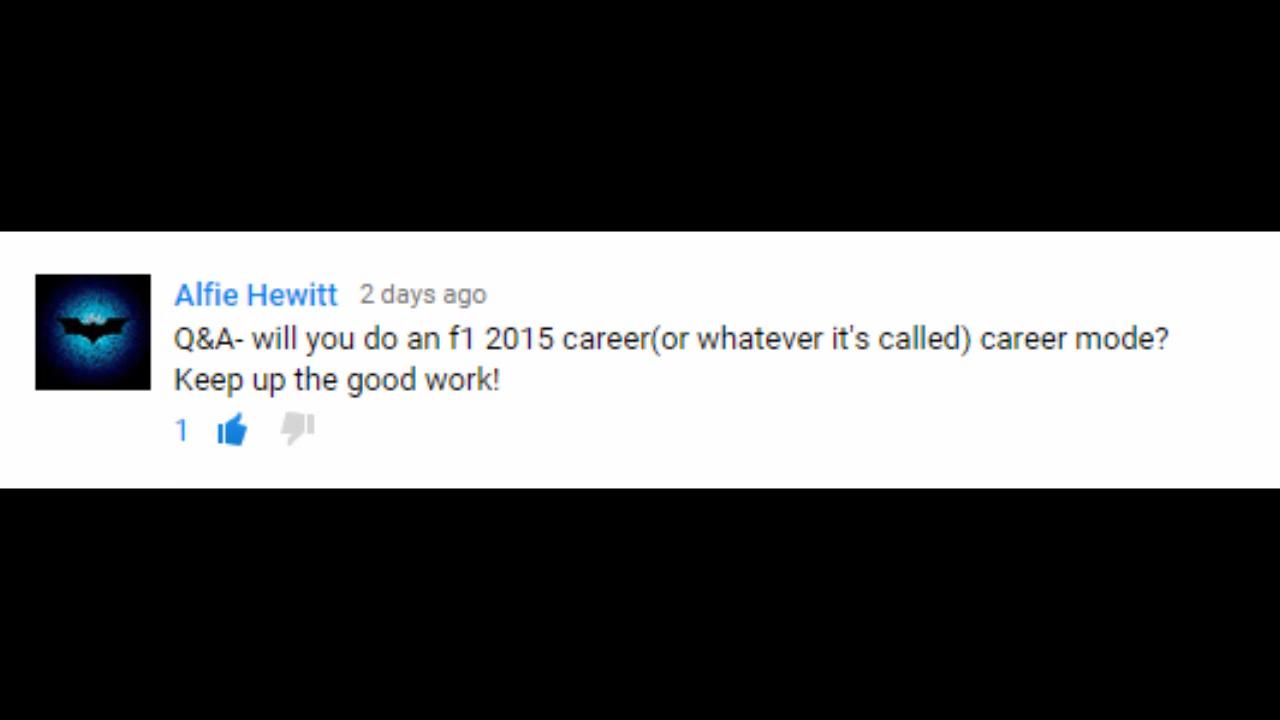 Alfie Hewitt 2 days ago
Q&A- will you do an f1 2015 career(or whatever it's called) career mode?
Keep up the good work!
1